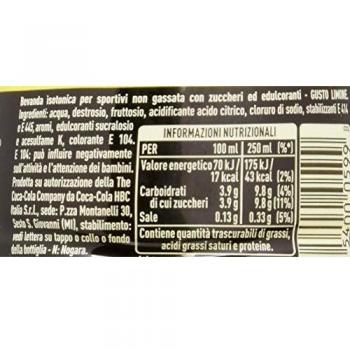 Bevanda isotonica per sportivi non gassata con zuccheri ed edulcoranti - GUSTO LIMONE.
Ingredienti: acqua, destrosio, fruttosio, acidificante acido citrico, cloruro di sodio, stabilizzanti E 414
e E 445, aromi, edulcoranti sucralosio
e acesulfame K, colorante E 104.
E 104: può influire negativamente
sull'attività e l'attenzione dei bambini.
Prodotta su autorizzazione della The
Coca-Cola Company da Coca-Cola HBC
Italia S.r.l., sede: P.zza Montanelli 30,
Sesto S. Giovanni (MI), stabilimento:
vedi lettera su tappo o collo o fondo
della bottiglia - N: Nogara.
INFORMAZIONI NUTRIZIONALI
PER 100 ml 250 ml (%*)
Valore energetico 70 kJ/ 175 kJ/
17 kcal 43 kcal (2%)
Carboidrati 3.9 g 9.8 g (4%)
di cui zuccheri 3.9 g 9.8 g (11%)
Sale 0.13 g 0.33 g (5%)
Contiene quantità trascurabili di grassi,
acidi grassi saturi e proteine.